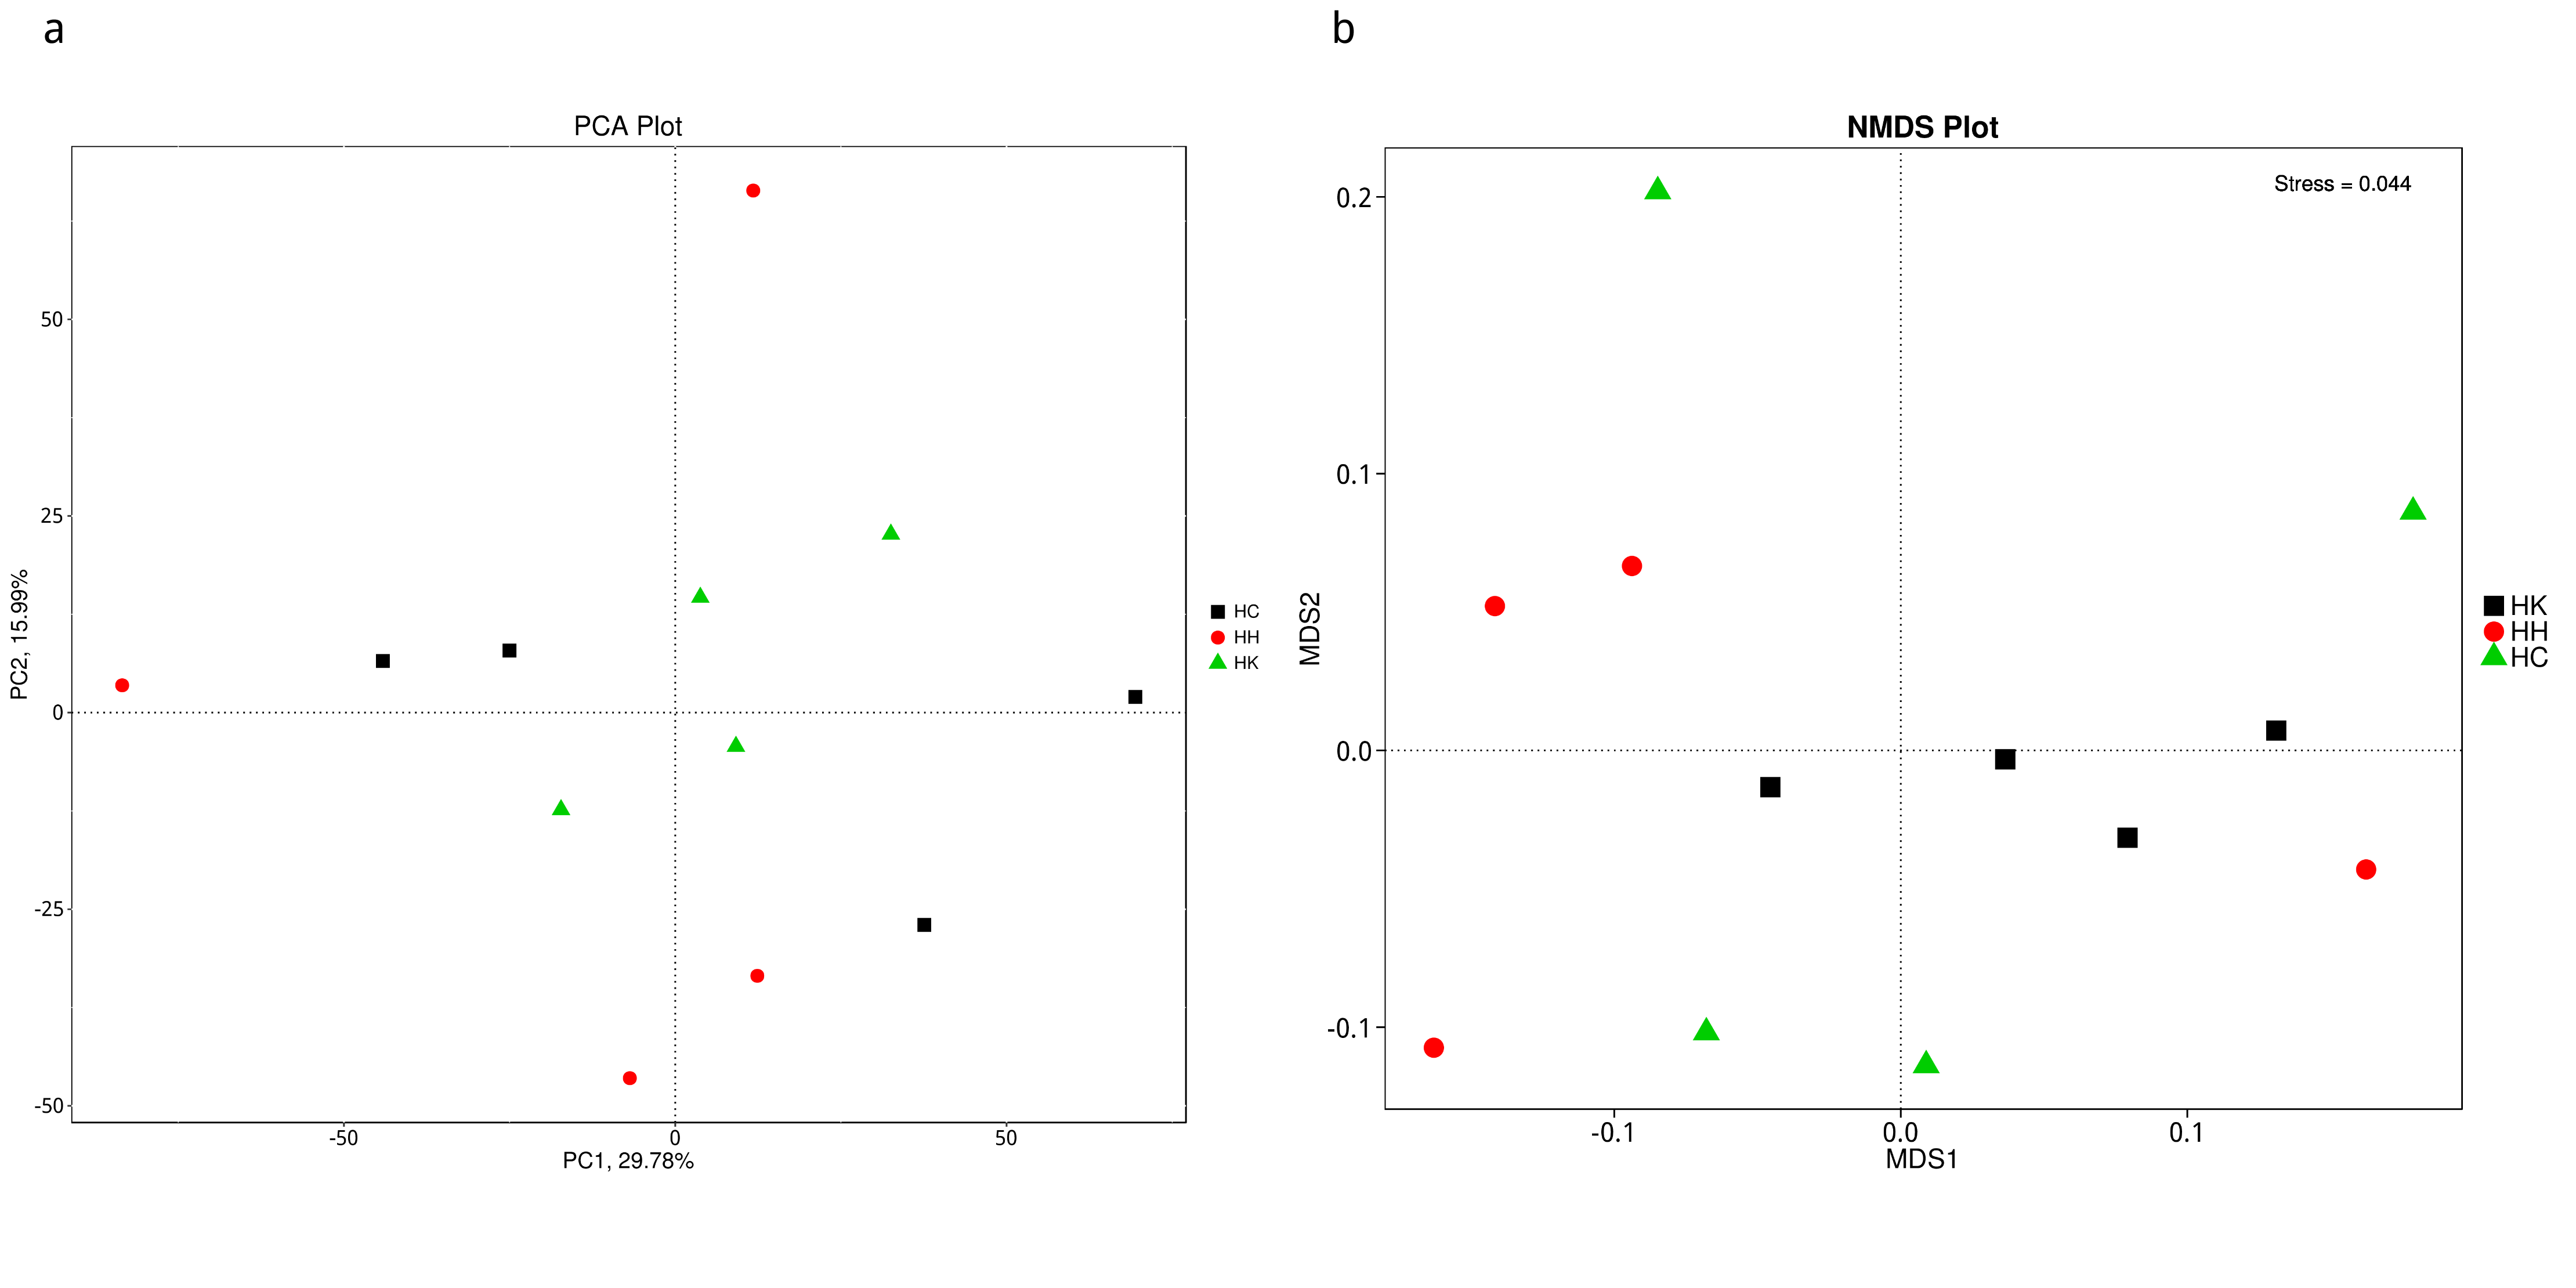 a
PCA Plot
50
25
0
-25
-50
-50 0 50
PC1, 29.78%
PC2, 15.99%
HC
HH
HK
b
NMDS Plot
Stress = 0.044
0.2
0.1
0.0
-0.1
-0.1 0.0 0.1
MDS1
MDS2
HK
HH
HC